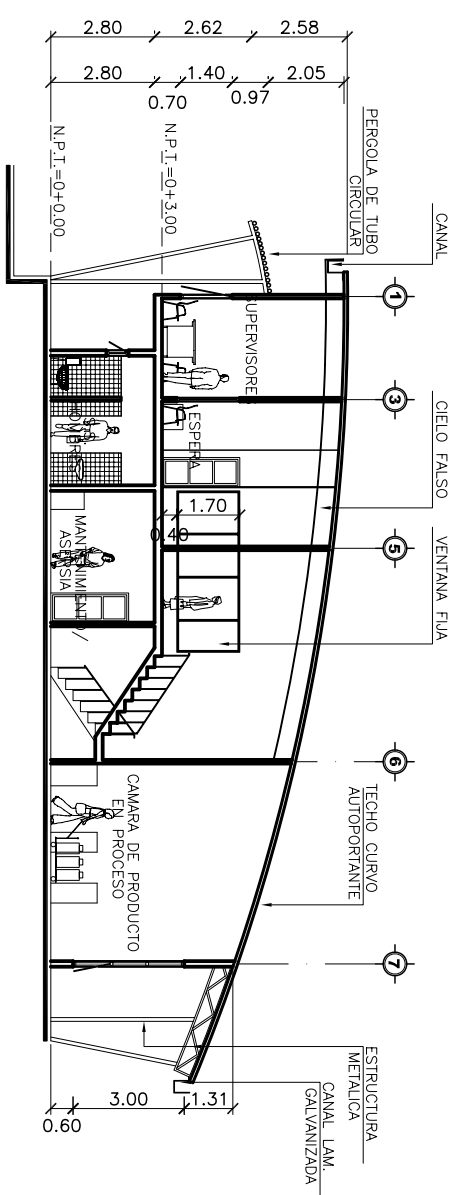 CANAL
CIELO FALSO
VENTANA FIJA
PERGOLA DE TUBO
CIRCULAR
TECHO CURVO
AUTOPORTANTE
ESTRUCTURA
METALICA
CANAL LAM.
GALVANIZADA
1
3
5
6
7
2.58
2.62
2.80
2.05
0.97
1.40
0.70
2.80
N.P.T.=0+3.00
N.P.T.=0+0.00
SUPERVISORE
ESPERA
1.70
0.40
MANTENIMIENTO/
CAMARA DE PRODUCTO
EN PROCESO
1.31
3.00
0.60